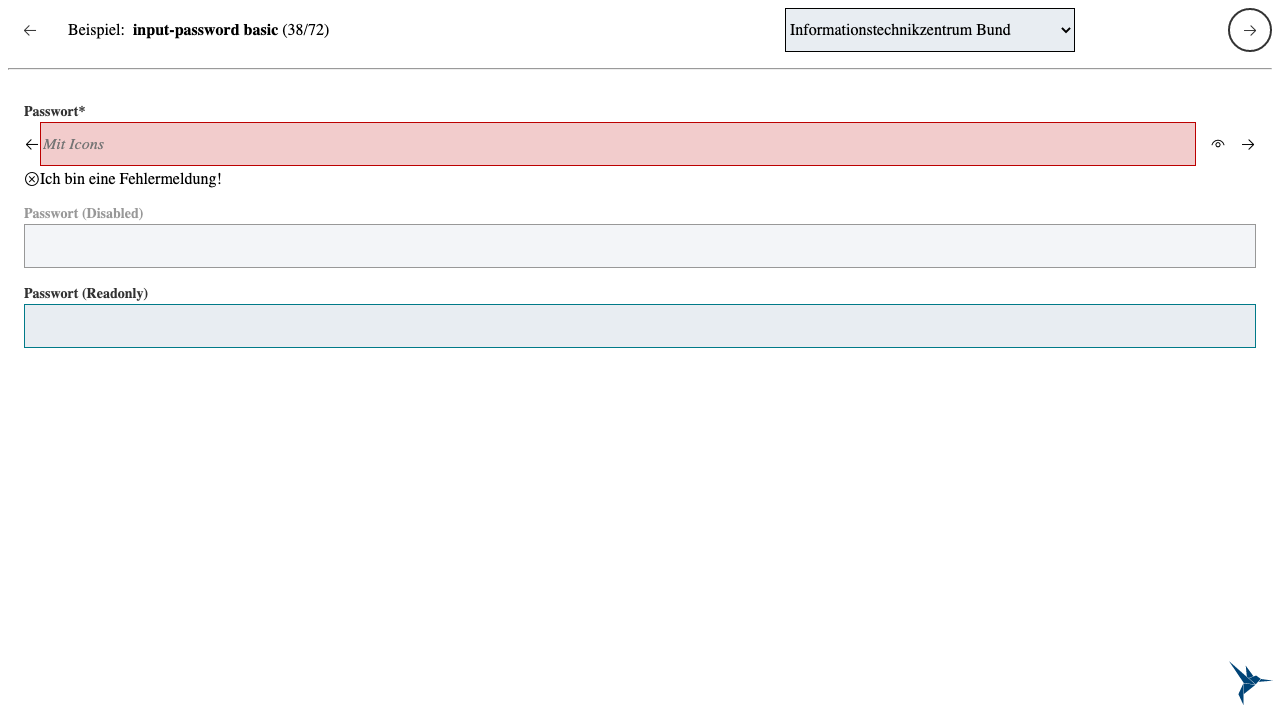 Beispiel: input-password basic (38/72)
Informationstechnikzentrum Bund
Passwort*
Mit Icons
Ich bin eine Fehlermeldung!
Passwort (Disabled)
Passwort (Readonly)